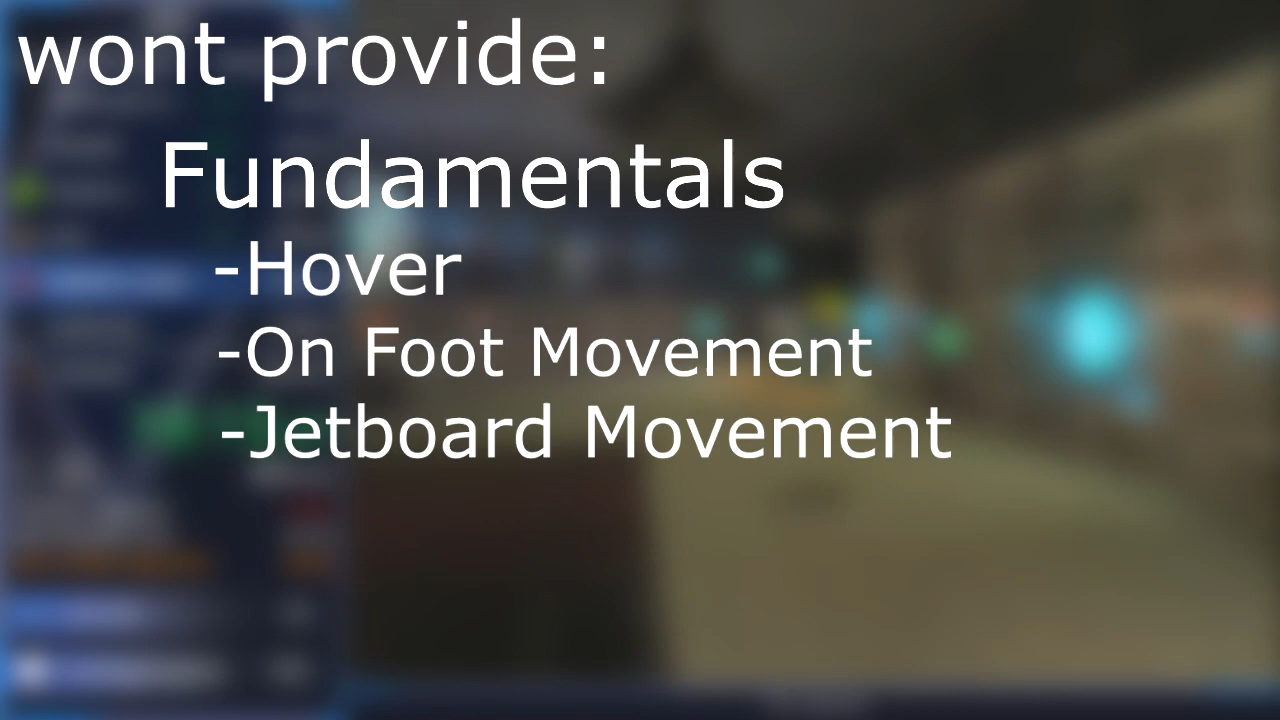 wont provide:
Fundamentals
-Hover
-On Foot Movement
-Jetboard Movement